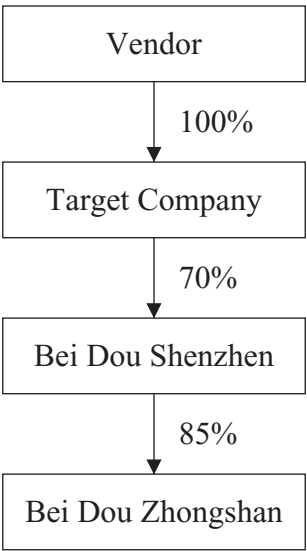 Vendor
100%
Target Company
70%
Bei Dou Shenzhen
85%
Bei Dou Zhongshan